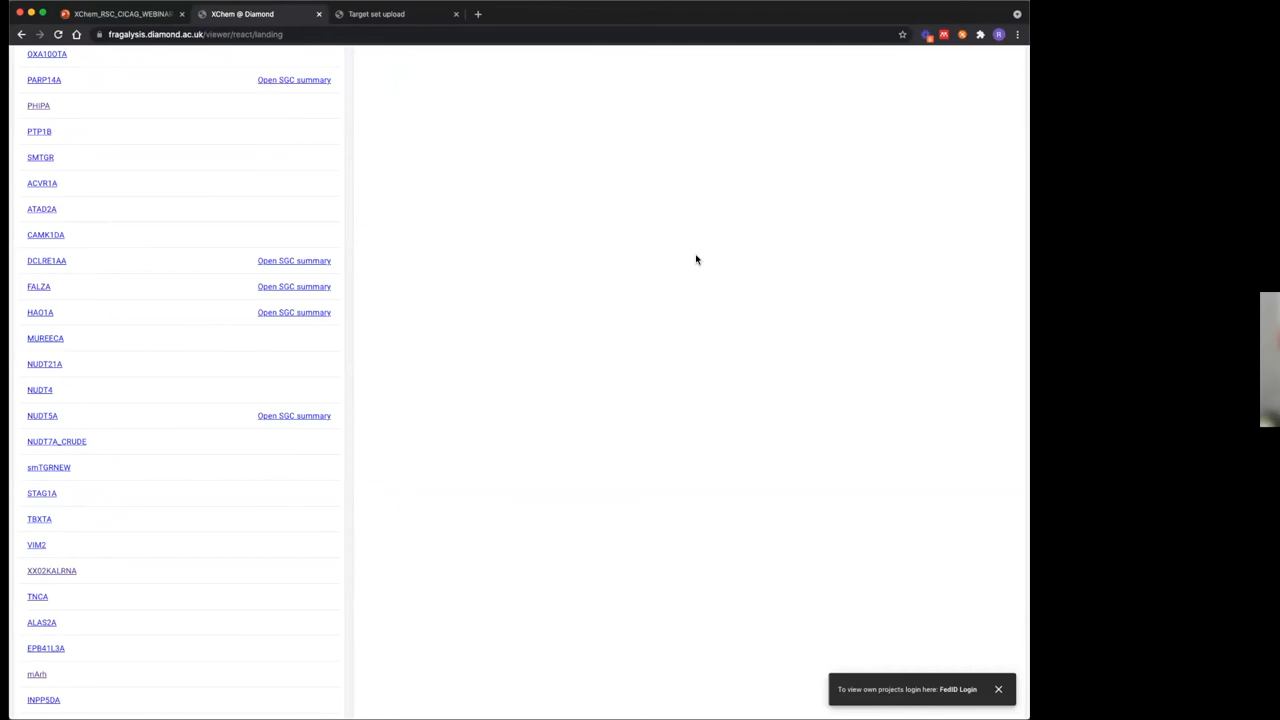 XChem_RSC_CICAG_WEBINAR
XChem @ Diamond
Target set upload
fragalysis.diamond.ac.uk/viewer/react/landing
R
OXA10OTA
PARP14A Open SGC summary
PHIPA
PTP1B
SMTGR
ACVR1A
ATAD2A
CAMK1DA
DCLRE1AA Open SGC summary
FALZA Open SGC summary
HAO1A Open SGC summary
MUREECA
NUDT21A
NUDT4
NUDT5A Open SGC summary
NUDT7A_CRUDE
smTGRNEW
STAG1A
TBXTA
VIM2
XX02KALRNA
TNCA
ALAS2A
EPB41L3A
mArh
INPP5DA
To view own projects login here: FedID Login